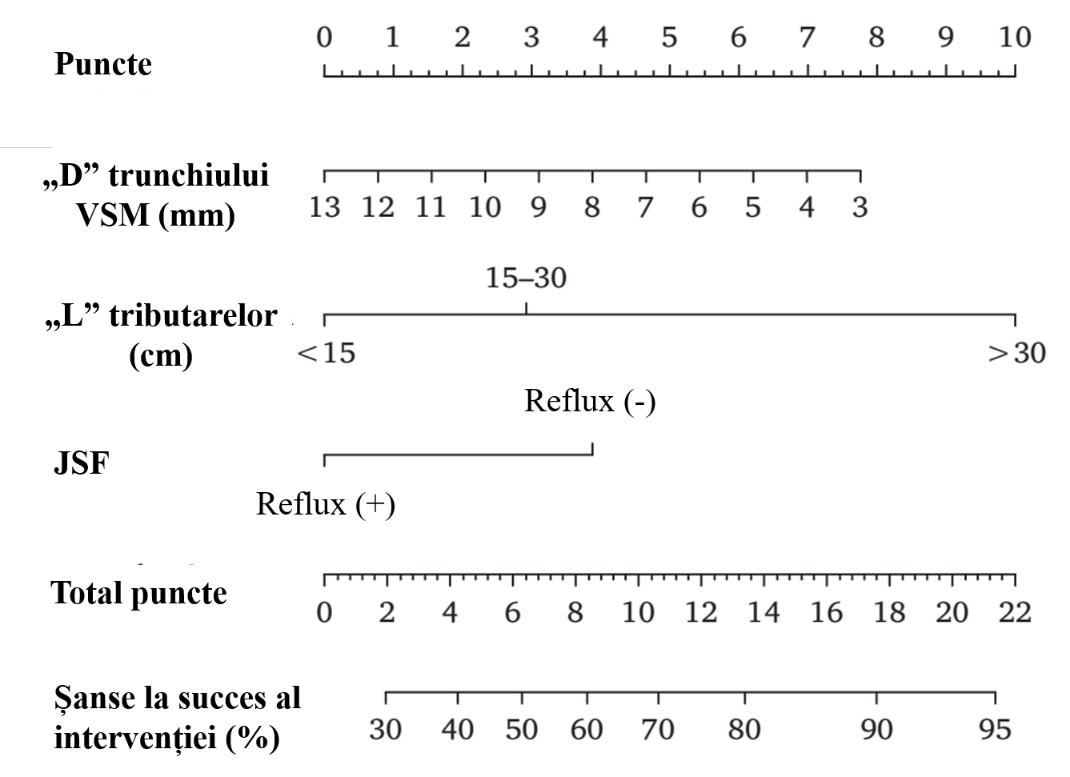 0 1 2 3 4 5 6 7 8 9 10
Puncte
„D” trunchiului
VSM (mm)
13 12 11 10 9 8 7 6 5 4 3
15–30
„L” tributarelor
(cm)
<15 >30
Reflux (-)
JSF
Reflux (+)
Total puncte
0 2 4 6 8 10 12 14 16 18 20 22
Șanse la succes al
intervenției (%)
30 40 50 60 70 80 90 95